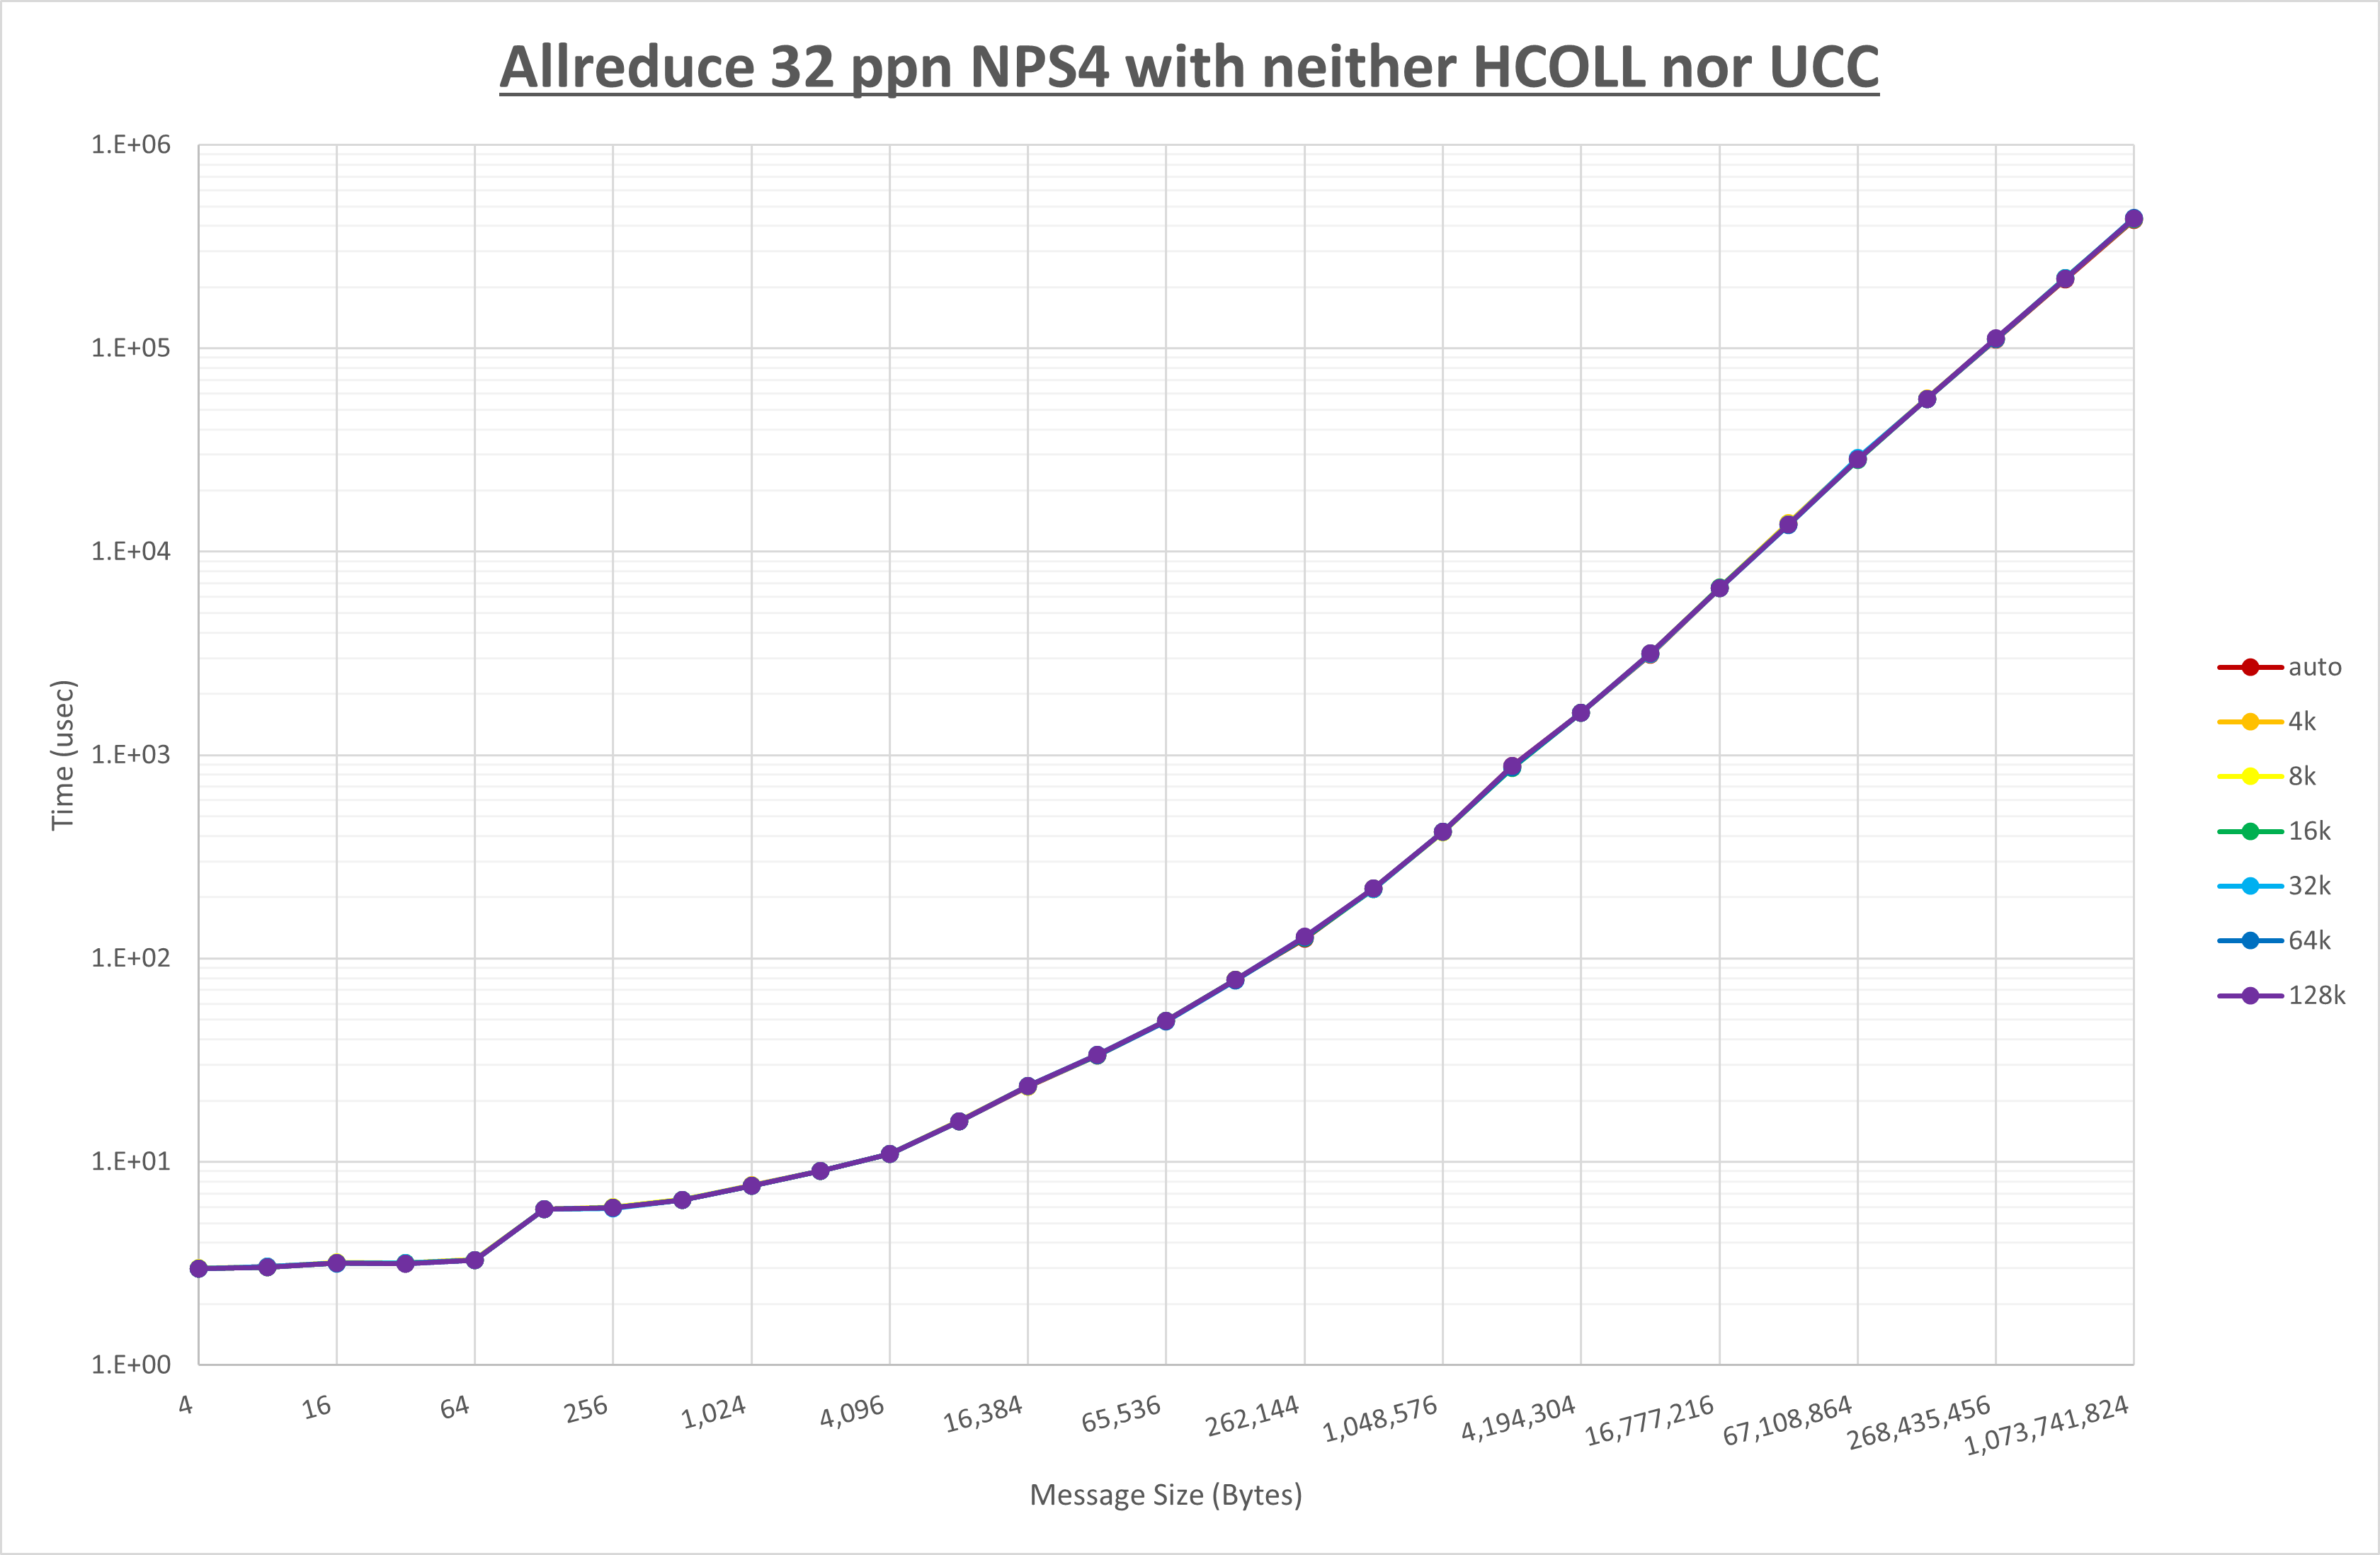 Allreduce 32 ppn NPS4 with neither HCOLL nor UCC
1.E+06
1.E+05
1.E+04
1.E+03
1.E+02
1.E+01
1.E+00
Time (usec)
4
16
64
256
1,024
4,096
16,384
65,536
262,144
1,048,576
4,194,304
16,777,216
67,108,864
268,435,456
1,073,741,824
Message Size (Bytes)
auto
4k
8k
16k
32k
64k
128k